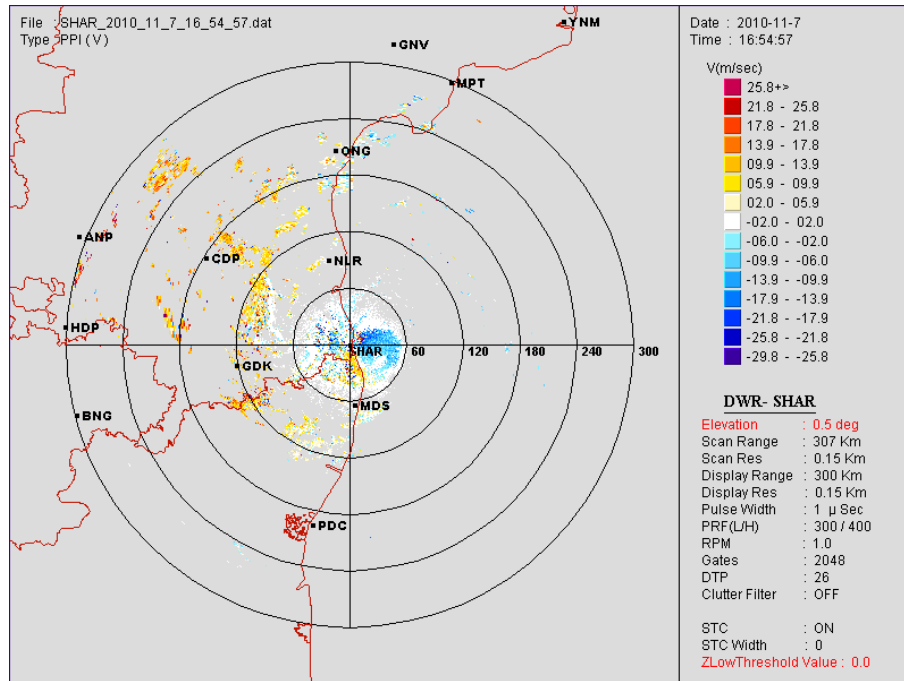 File : SHAR_2010_11_7_16_54_57.dat
Type : PPI (V)
YNM
GNV
MPT
ONG
ANP
CDP
NLR
HDP
SHAR 60 120 180 240 300
GDK
MDS
BNG
PDC
Date : 2010-11-7
Time : 16:54:57
V(m/sec)
25.8+>
21.8 - 25.8
17.8 - 21.8
13.9 - 17.8
09.9 - 13.9
05.9 - 09.9
02.0 - 05.9
-02.0 - 02.0
-06.0 - -02.0
-09.9 - -06.0
-13.9 - -09.9
-17.9 - -13.9
-21.8 - -17.9
-25.8 - -21.8
-29.8 - -25.8
DWR- SHAR
Elevation : 0.5 deg
Scan Range : 307 Km
Scan Res : 0.15 Km
Display Range : 300 Km
Display Res : 0.15 Km
Pulse Width : 1 µ Sec
PRF(L/H) : 300 / 400
RPM : 1.0
Gates : 2048
DTP : 26
Clutter Filter : OFF
STC : ON
STC Width : 0
ZLowThreshold Value : 0.0